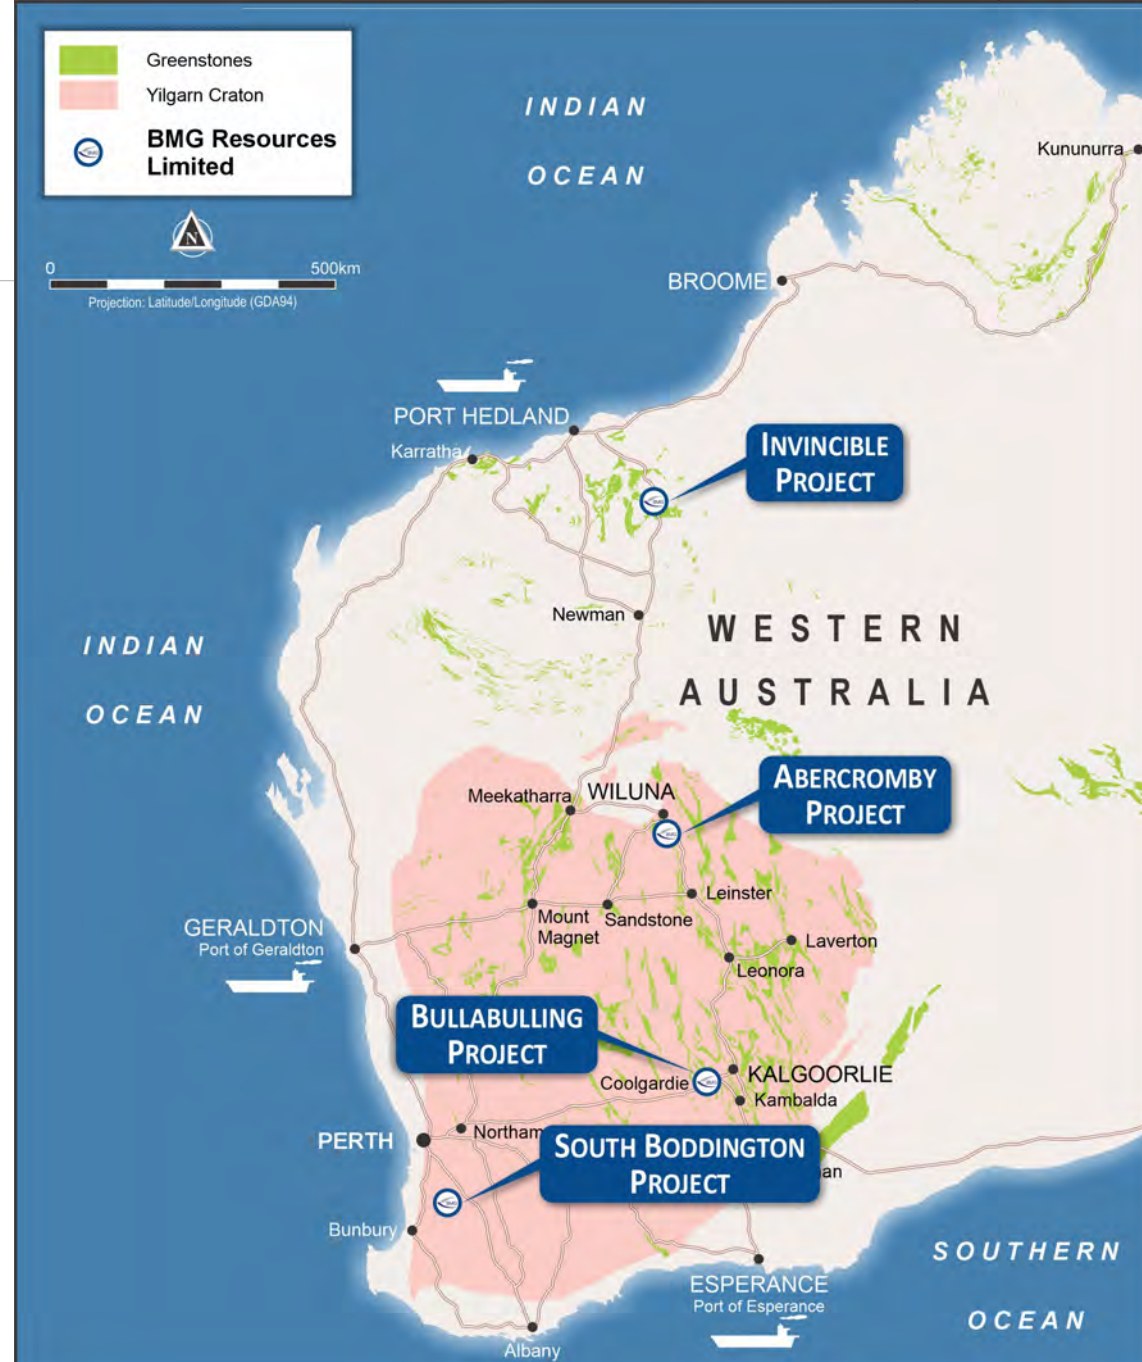 Greenstones
Yilgarn Craton
BMG Resources
Limited
N
0 500km
Projection: Latitude/Longitude (GDA94)
INDIAN
OCEAN
Kununurra
BROOME
PORT HEDLAND
Karratha
INVINCIBLE
PROJECT
Newman
WESTERN
AUSTRALIA
INDIAN
OCEAN
ABERCROMBY
PROJECT
Meekatharra
WILUNA
Leinster
Mount
Magnet
Sandstone
GERALDTON
Port of Geraldton
Laverton
Leonora
BULLABULLING
PROJECT
Coolgardie
KALGOORLIE
Kambalda
PERTH
Northam
SOUTH BODDINGTON
PROJECT
an
Bunbury
SOUTHERN
OCEAN
ESPERANCE
Port of Esperance
Albany